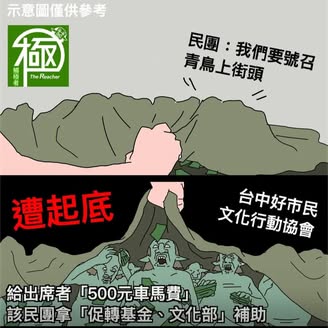 示意圖僅供參考
極
報極者
The Reacher
民團：我們要號召
青鳥上街頭
遭起底
台中好市民
文化行動協會
給出席者「500元車馬費」
該民團拿「促轉基金、文化部」補助